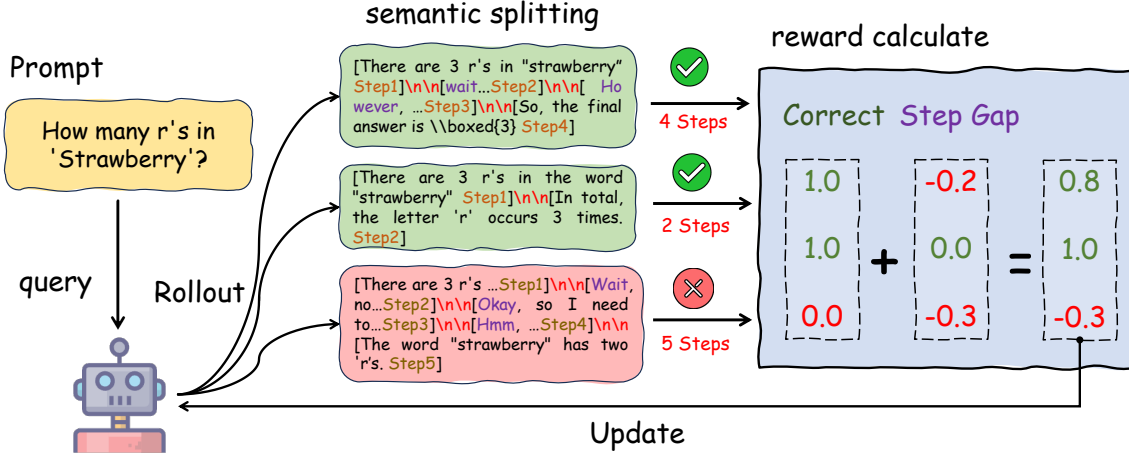 Prompt
How many r's in
'Strawberry'?
query
Rollout
semantic splitting
[There are 3 r's in "strawberry"
Step1]\n\n[wait...Step2]\n\n[ Ho
wever, ...Step3]\n\n[So, the final
answer is \\boxed{3} Step4]
4 Steps
[There are 3 r's in the word
"strawberry" Step1]\n\n[In total,
the letter 'r' occurs 3 times.
Step2]
2 Steps
[There are 3 r's ...Step1]\n\n[Wait,
no...Step2]\n\n[Okay, so I need
to...Step3]\n\n[Hmm, ...Step4]\n\n
[The word "strawberry" has two
'r's. Step5]
5 Steps
reward calculate
Correct Step Gap
1.0 -0.2 0.8
1.0 + 0.0 = 1.0
0.0 -0.3 -0.3
Update